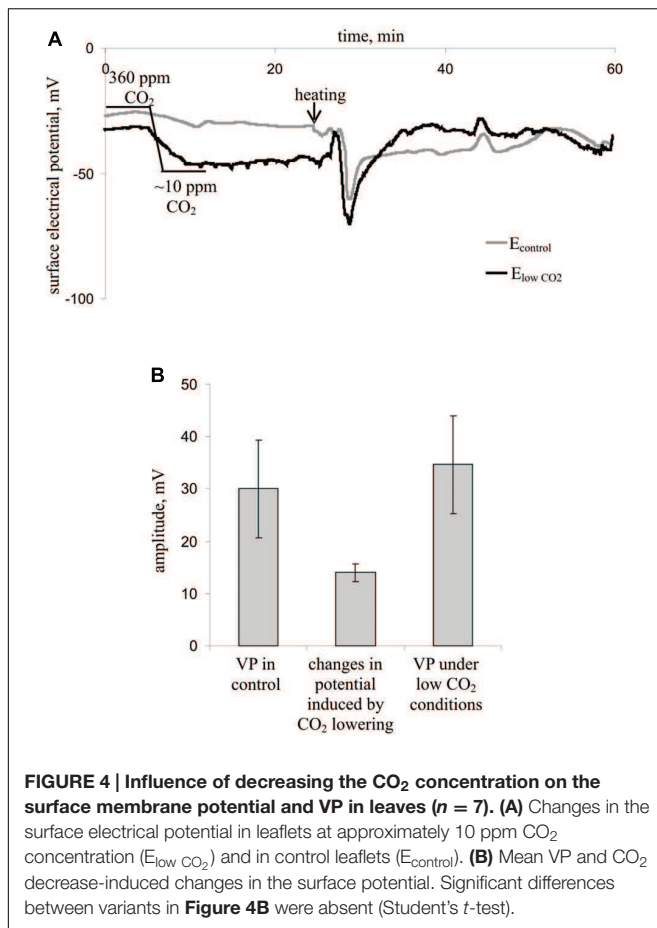 A
time, min
0
0
20
40
60
360 ppm
CO₂
heating
-50
~10 ppm
CO₂
-100
surface electrical potential, mV
E control
E low CO2
B
50
40
30
20
10
0
amplitude, mV
VP in
control
changes in
potential
induced by
CO₂ lowering
VP under
low CO₂
conditions
FIGURE 4 | Influence of decreasing the CO₂ concentration on the
surface membrane potential and VP in leaves (n = 7). (A) Changes in the
surface electrical potential in leaflets at approximately 10 ppm CO₂
concentration (E low CO₂) and in control leaflets (E control). (B) Mean VP and CO₂
decrease-induced changes in the surface potential. Significant differences
between variants in Figure 4B were absent (Student's t-test).